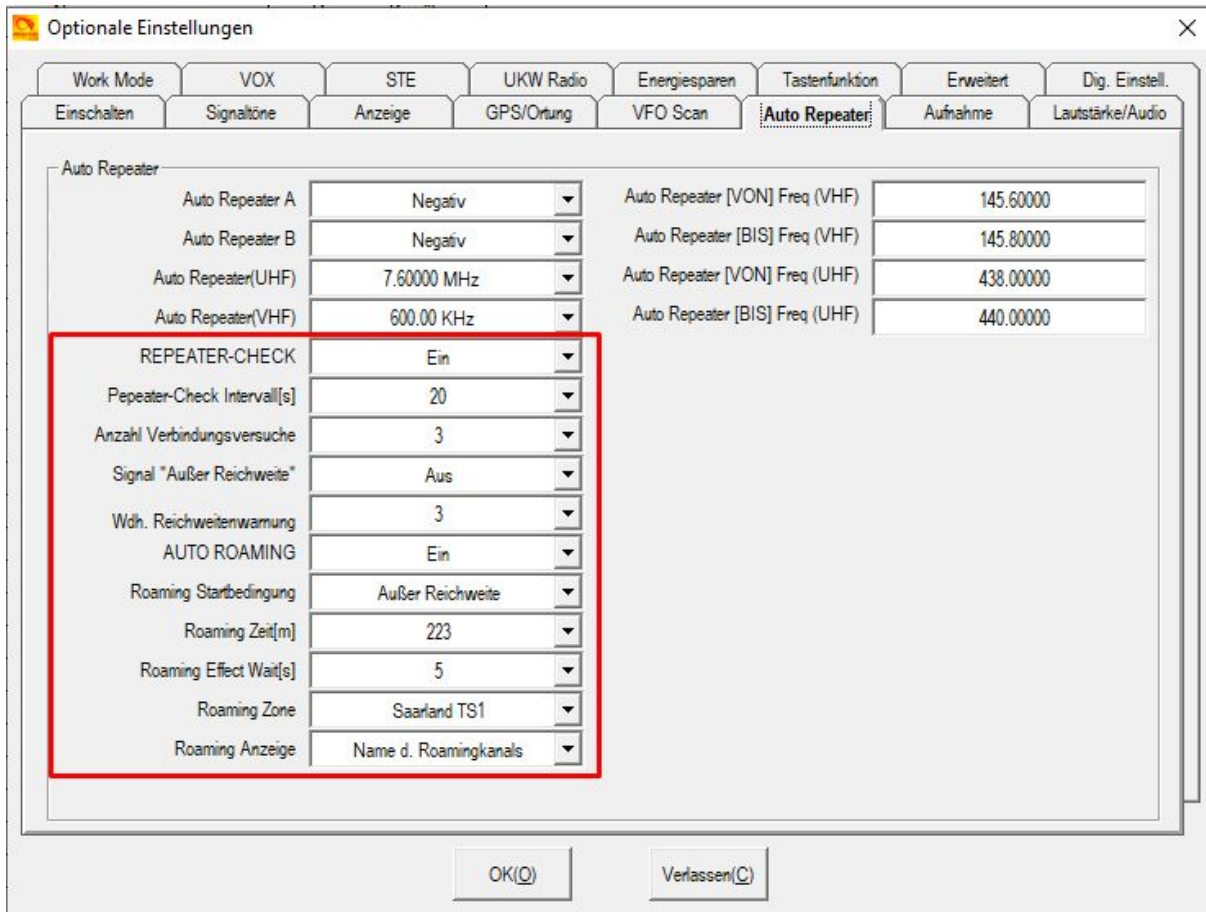 Optionale Einstellungen
Work Mode VOX STE UKW Radio Energiesparen Tastenfunktion Erweitert Dig. Einstell.
Einschalten Signaltöne Anzeige GPS/Ortung VFO Scan Auto Repeater Aufnahme Lautstärke/Audio
Auto Repeater
Auto Repeater A Negativ Auto Repeater [VON] Freq (VHF) 145.60000
Auto Repeater B Negativ Auto Repeater [BIS] Freq (VHF) 145.80000
Auto Repeater(UHF) 7.60000 MHz Auto Repeater [VON] Freq (UHF) 438.00000
Auto Repeater(VHF) 600.00 KHz Auto Repeater [BIS] Freq (UHF) 440.00000
REPEATER-CHECK Ein
Pepeater-Check Intervall[s] 20
Anzahl Verbindungsversuche 3
Signal "Außer Reichweite" Aus
Wdh. Reichweitenwarnung 3
AUTO ROAMING Ein
Roaming Startbedingung Außer Reichweite
Roaming Zeit[m] 223
Roaming Effect Wait[s] 5
Roaming Zone Saarland TS1
Roaming Anzeige Name d. Roamingkanals
OK(O) Verlassen(C)